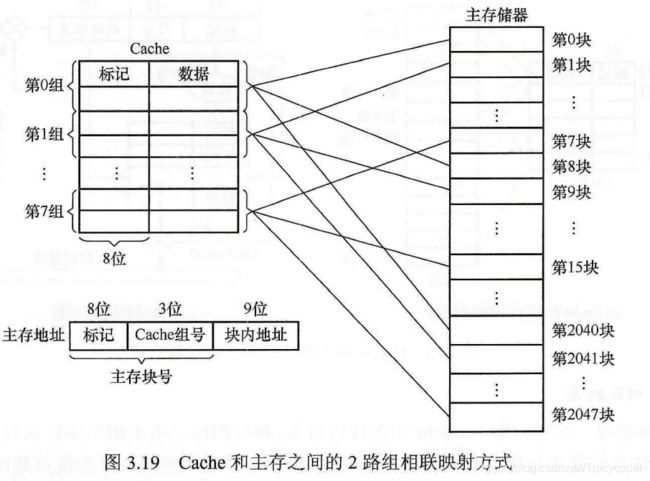 Cache
标记 数据
第0组
第1组
⋮ ⋮ ⋮
第7组
8位
8位 3位 9位
主存地址 标记 Cache组号 块内地址
主存块号
主存储器
第0块
第1块
⋮ ⋮
第7块
第8块
第9块
⋮ ⋮
第15块
⋮
第2040块
第2041块
⋮ ⋮
第2047块
图 3.19 Cache 和主存之间的 2 路组相联映射方式
blog.csdn.net/Tracycoder